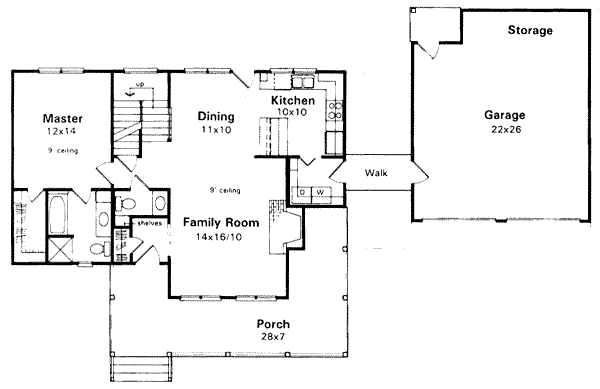 Storage
up
Master
12x14
9' ceiling
Dining
11x10
Kitchen
10x10
Garage
22x26
Walk
D W
9' ceiling
shelves
Family Room
14x16/10
Porch
28x7